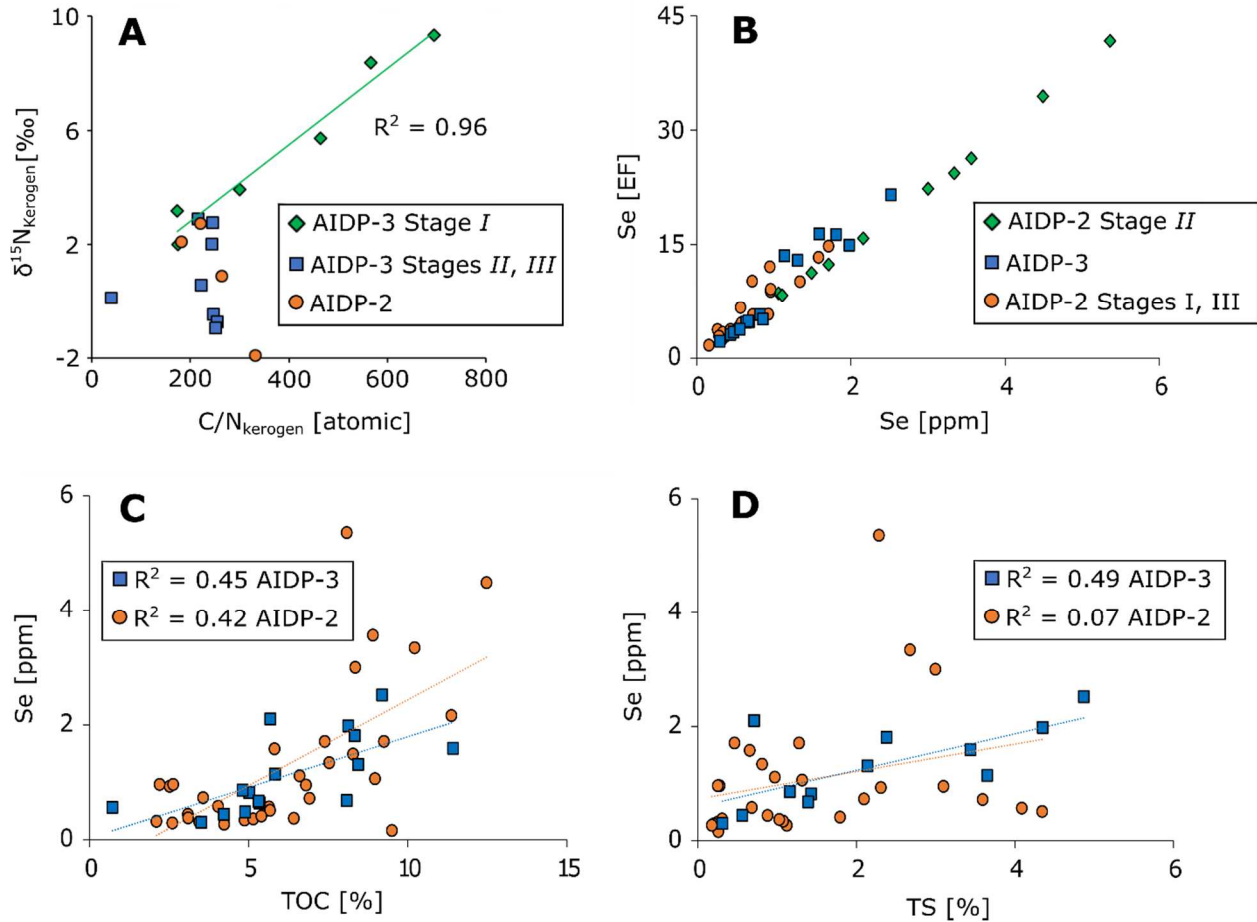 A
10
6
2
-2
δ¹⁵N_kerogen [‰]
R² = 0.96
AIDP-3 Stage I
AIDP-3 Stages II, III
AIDP-2
0
200
400
600
800
C/N_kerogen [atomic]
B
45
30
15
0
Se [EF]
AIDP-2 Stage II
AIDP-3
AIDP-2 Stages I, III
0
2
4
6
Se [ppm]
C
6
4
2
0
Se [ppm]
R² = 0.45 AIDP-3
R² = 0.42 AIDP-2
0
5
10
15
TOC [%]
D
6
4
2
0
Se [ppm]
R² = 0.49 AIDP-3
R² = 0.07 AIDP-2
0
2
4
6
TS [%]